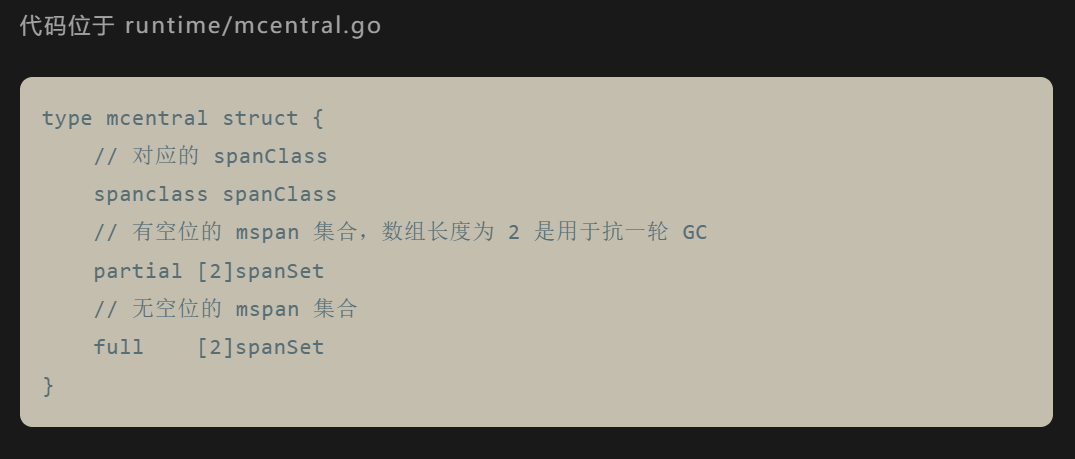 代码位于 runtime/mcentral.go
type mcentral struct {
    // 对应的 spanClass
    spanclass spanClass
    // 有空位的 mspan 集合，数组长度为 2 是用于抗一轮 GC
    partial [2]spanSet
    // 无空位的 mspan 集合
    full    [2]spanSet
}